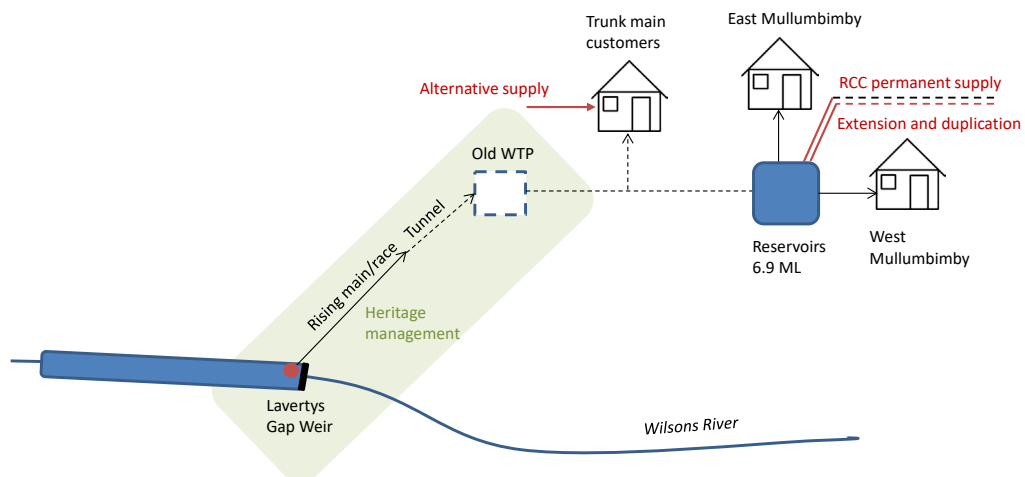 Trunk main
customers
East Mullumbimby
Alternative supply
RCC permanent supply
Extension and duplication
Old WTP
Rising main/race
Tunnel
Reservoirs
6.9 ML
West
Mullumbimby
Heritage
management
Lavertys
Gap Weir
Wilsons River